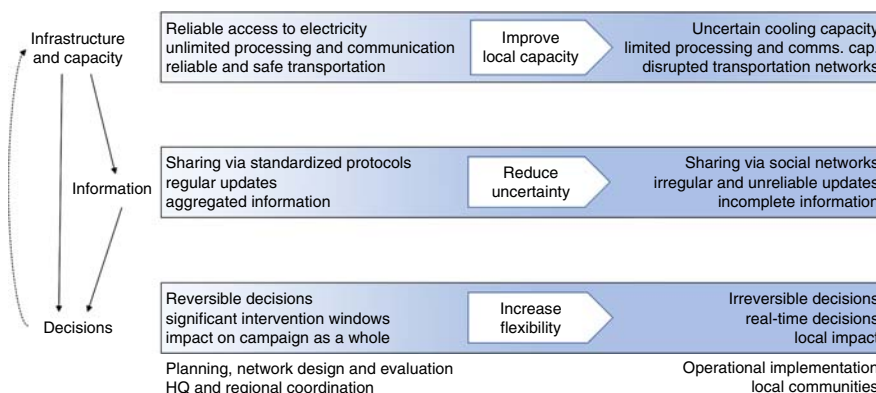 Infrastructure
and capacity
Reliable access to electricity
unlimited processing and communication
reliable and safe transportation
Improve
local capacity
Uncertain cooling capacity
limited processing and comms. cap.
disrupted transportation networks
Information
Sharing via standardized protocols
regular updates
aggregated information
Reduce
uncertainty
Sharing via social networks
irregular and unreliable updates
incomplete information
Decisions
Reversible decisions
significant intervention windows
impact on campaign as a whole
Increase
flexibility
Irreversible decisions
real-time decisions
local impact
Planning, network design and evaluation
HQ and regional coordination
Operational implementation
local communities